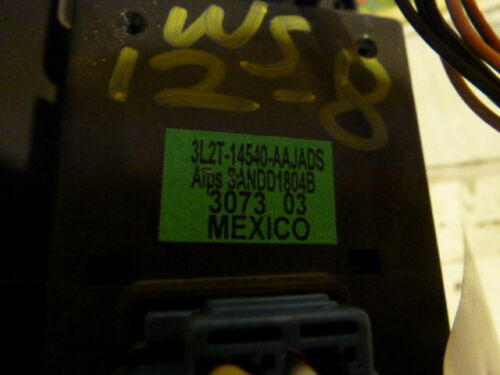 WS
12-8
3L2T-14540-AAJADS
Alps SANDD1804B
3073 03
MEXICO